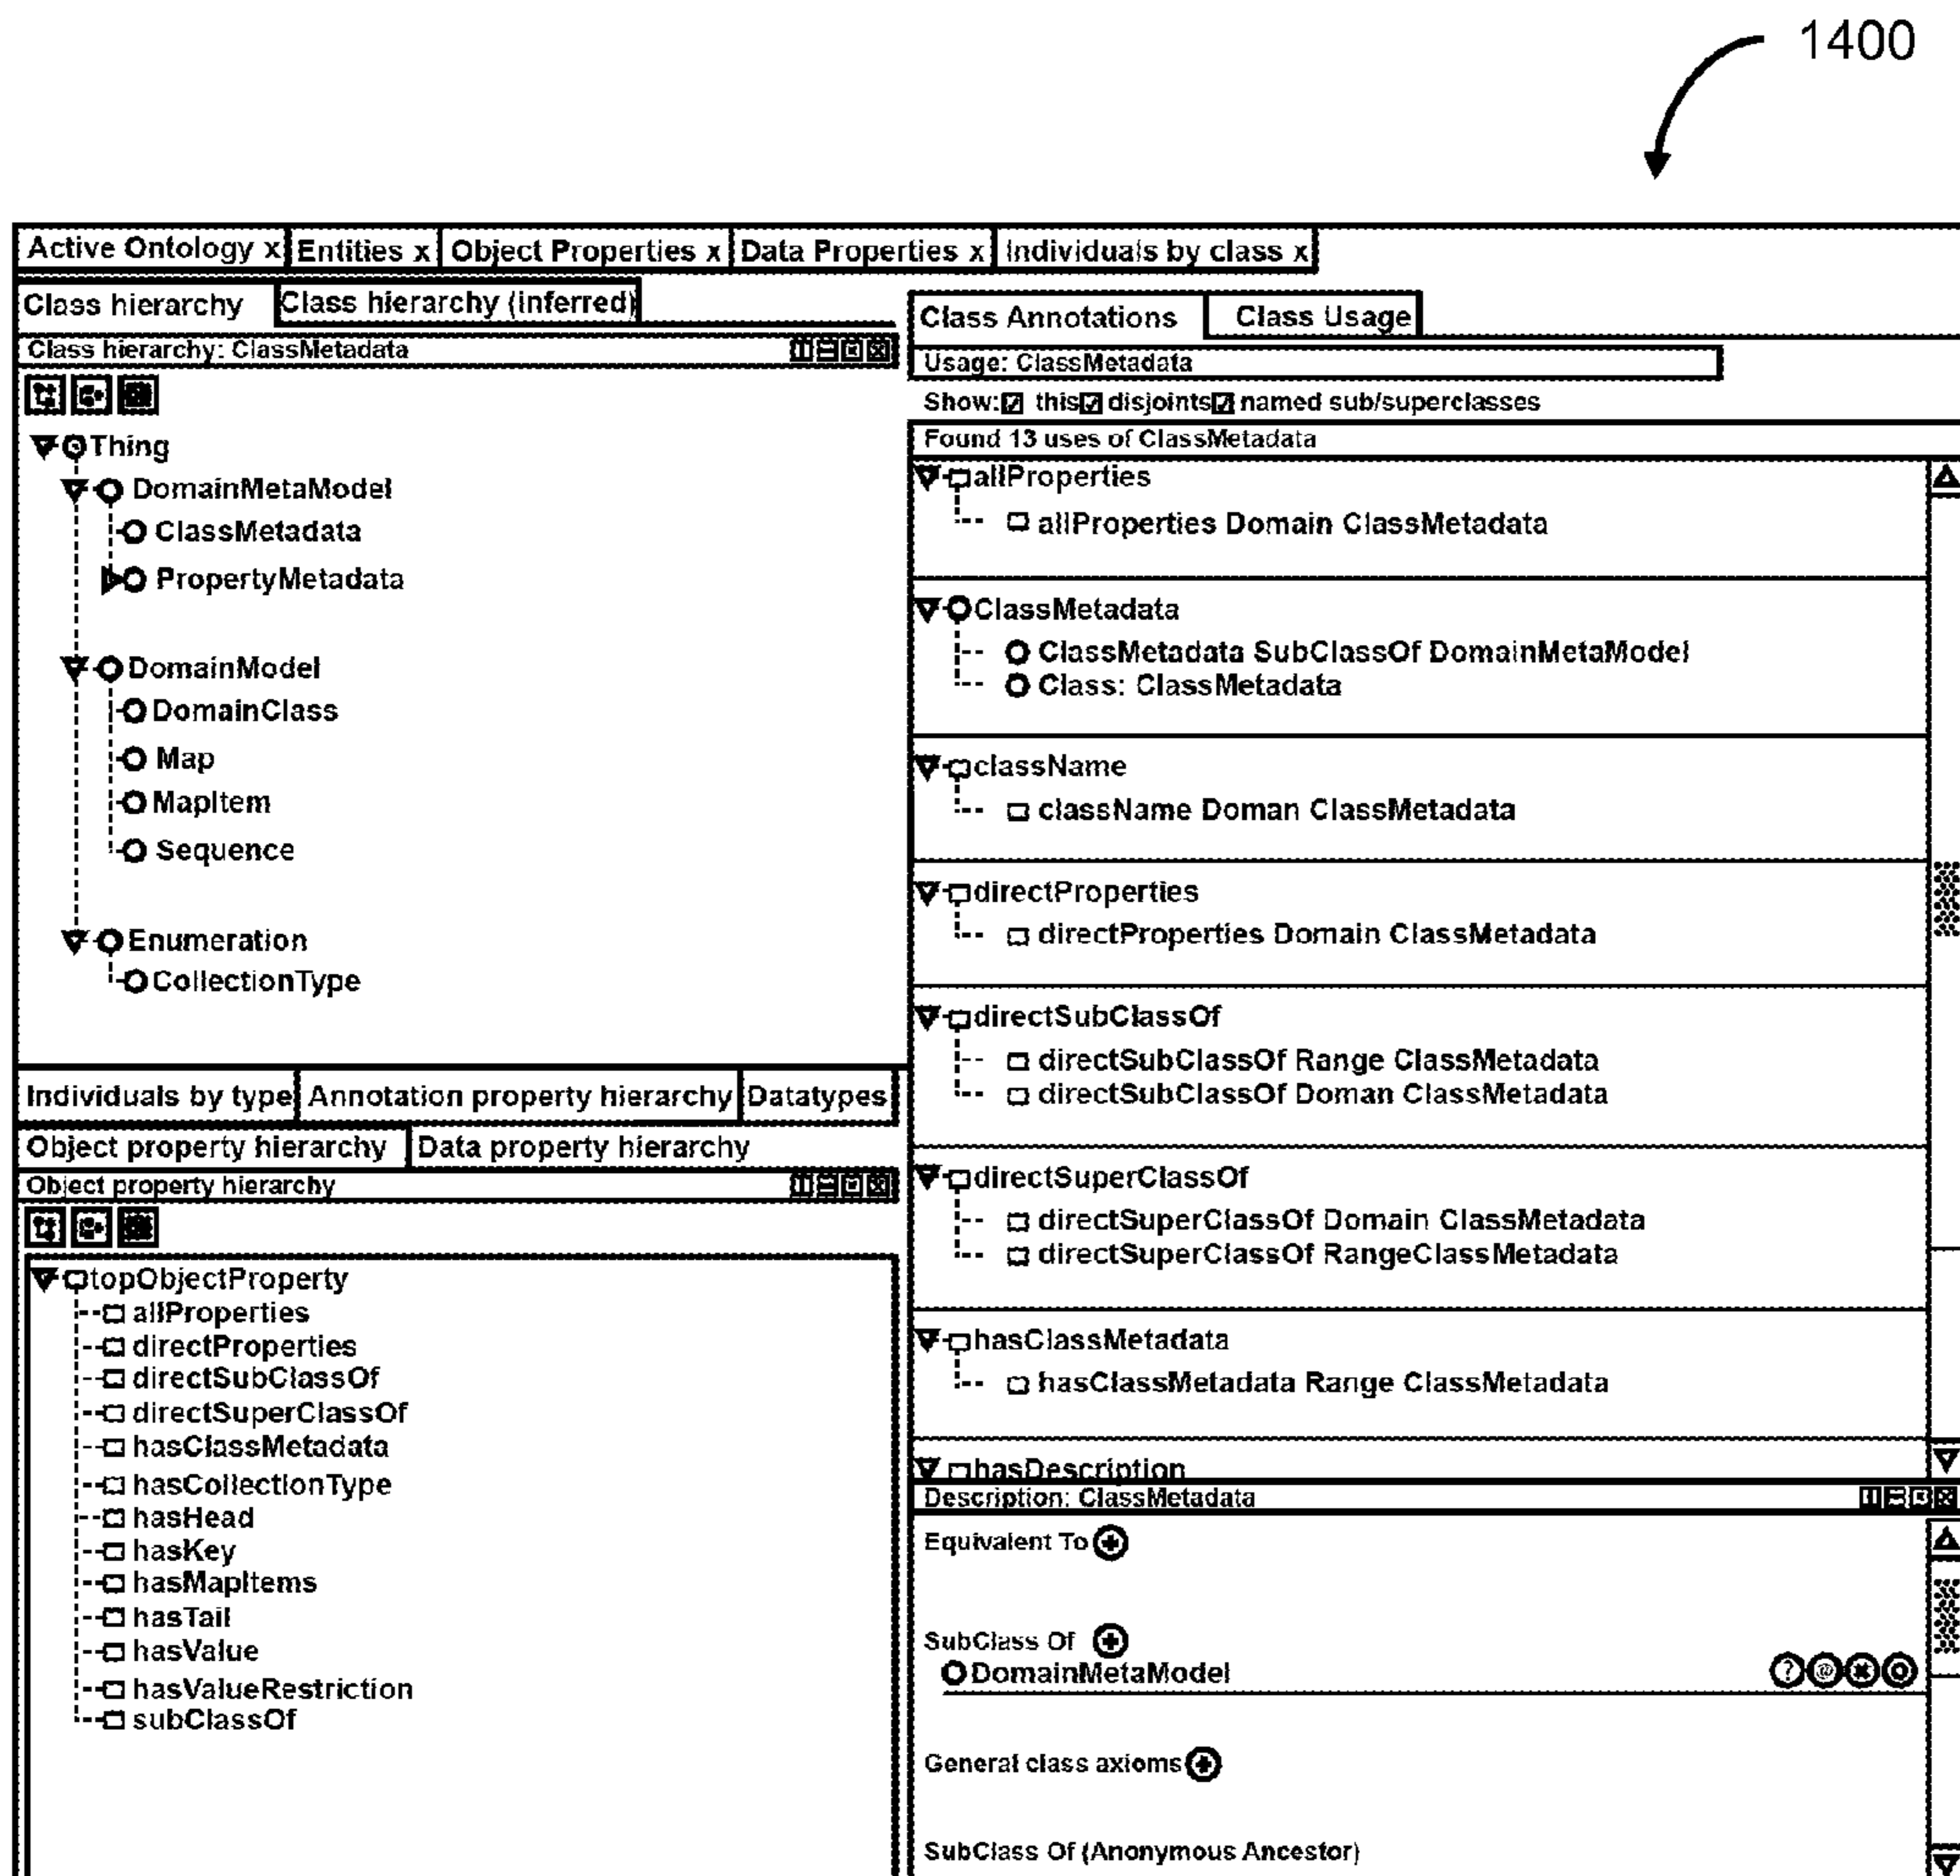 1400
Active Ontology x Entities x Object Properties x Data Properties x Individuals by class x
Class hierarchy Class hierarchy (inferred)
Class hierarchy: ClassMetadata
Thing
DomainMetaModel
ClassMetadata
PropertyMetadata
DomainModel
DomainClass
Map
MapItem
Sequence
Enumeration
CollectionType
Individuals by type Annotation property hierarchy Datatypes
Object property hierarchy Data property hierarchy
Object property hierarchy
topObjectProperty
allProperties
directProperties
directSubClassOf
directSuperClassOf
hasClassMetadata
hasCollectionType
hasHead
hasKey
hasMapItems
hasTail
hasValue
hasValueRestriction
subClassOf
Class Annotations Class Usage
Usage: ClassMetadata
Show: this disjoints named sub/superclasses
Found 13 uses of ClassMetadata
allProperties
allProperties Domain ClassMetadata
ClassMetadata
ClassMetadata SubClassOf DomainMetaModel
Class: ClassMetadata
className
className Doman ClassMetadata
directProperties
directProperties Domain ClassMetadata
directSubClassOf
directSubClassOf Range ClassMetadata
directSubClassOf Doman ClassMetadata
directSuperClassOf
directSuperClassOf Domain ClassMetadata
directSuperClassOf RangeClassMetadata
hasClassMetadata
hasClassMetadata Range ClassMetadata
hasDescription
Description: ClassMetadata
Equivalent To
SubClass Of
DomainMetaModel ? @
General class axioms
SubClass Of (Anonymous Ancestor)